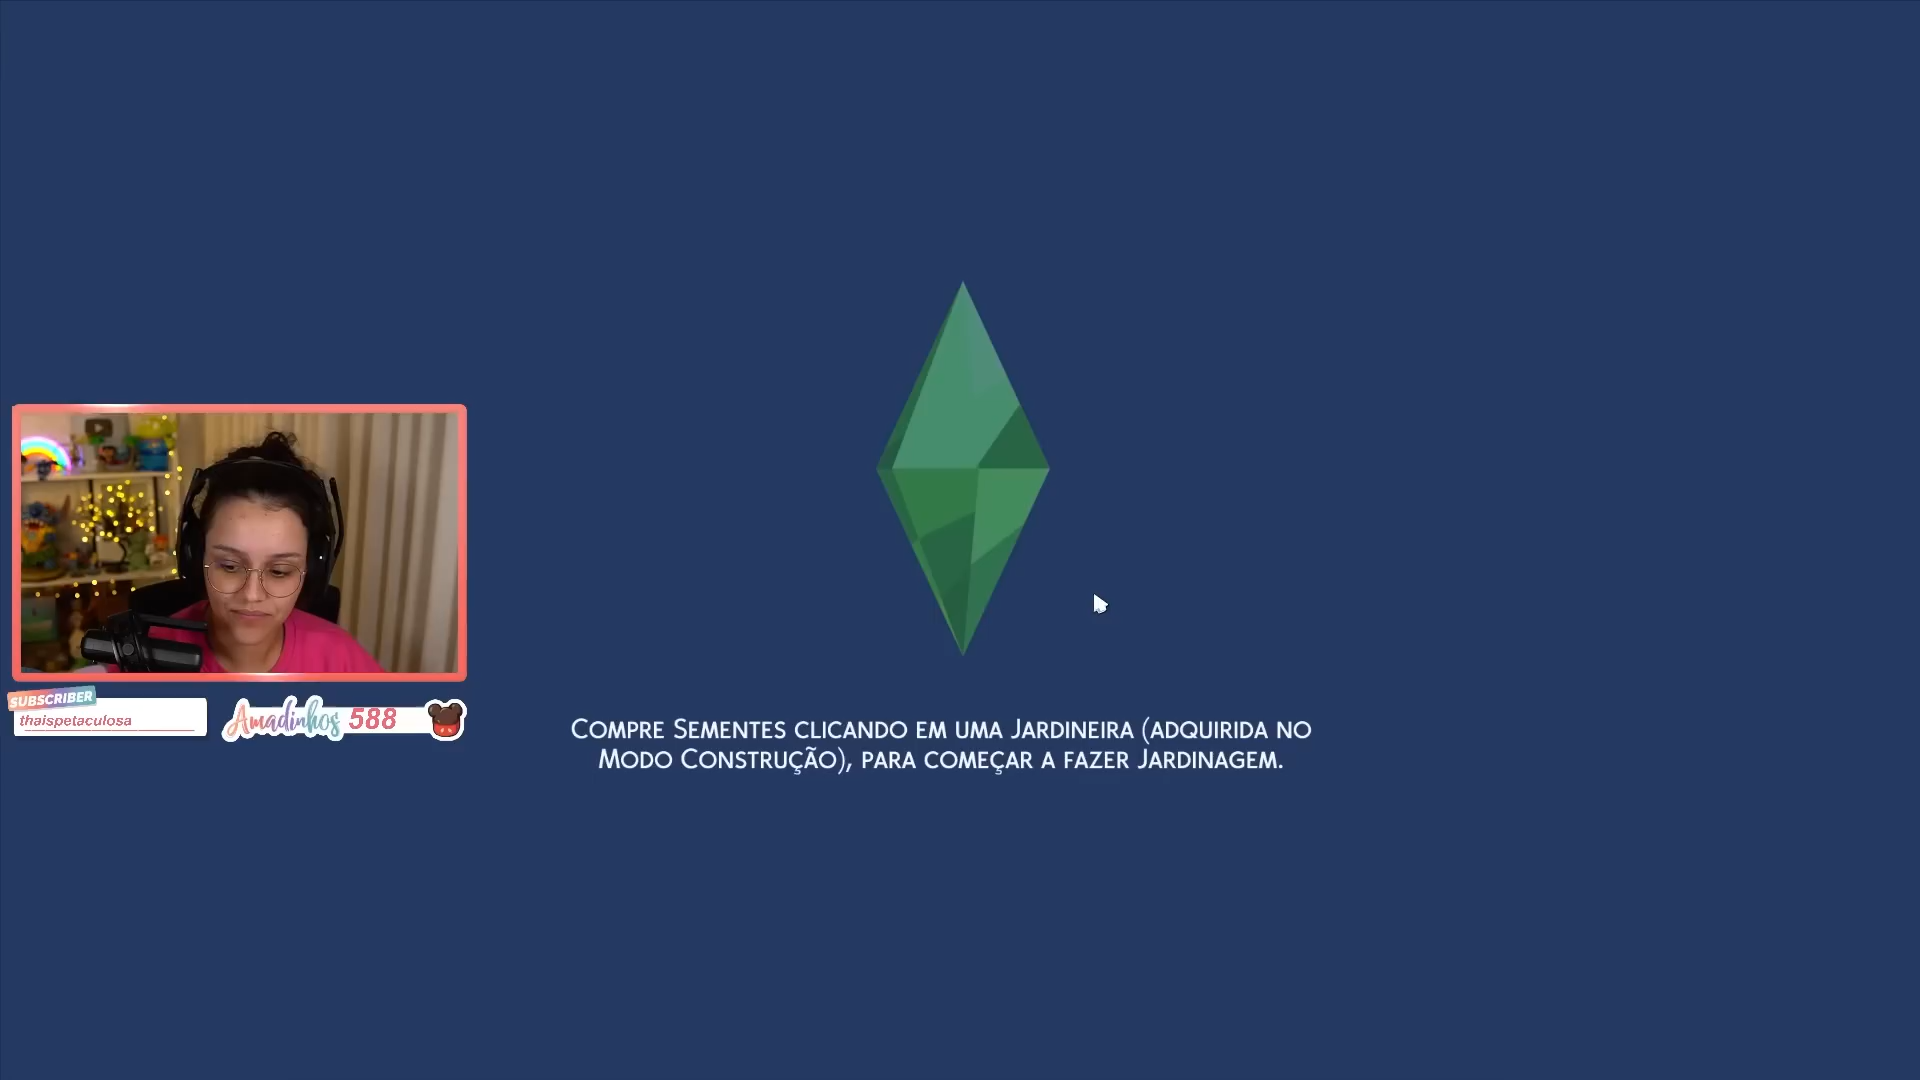 SUBSCRIBER
thaispetaculosa
Amadinhos 588
COMPRE SEMENTES CLICANDO EM UMA JARDINEIRA (ADQUIRIDA NO
MODO CONSTRUÇÃO), PARA COMEÇAR A FAZER JARDINAGEM.